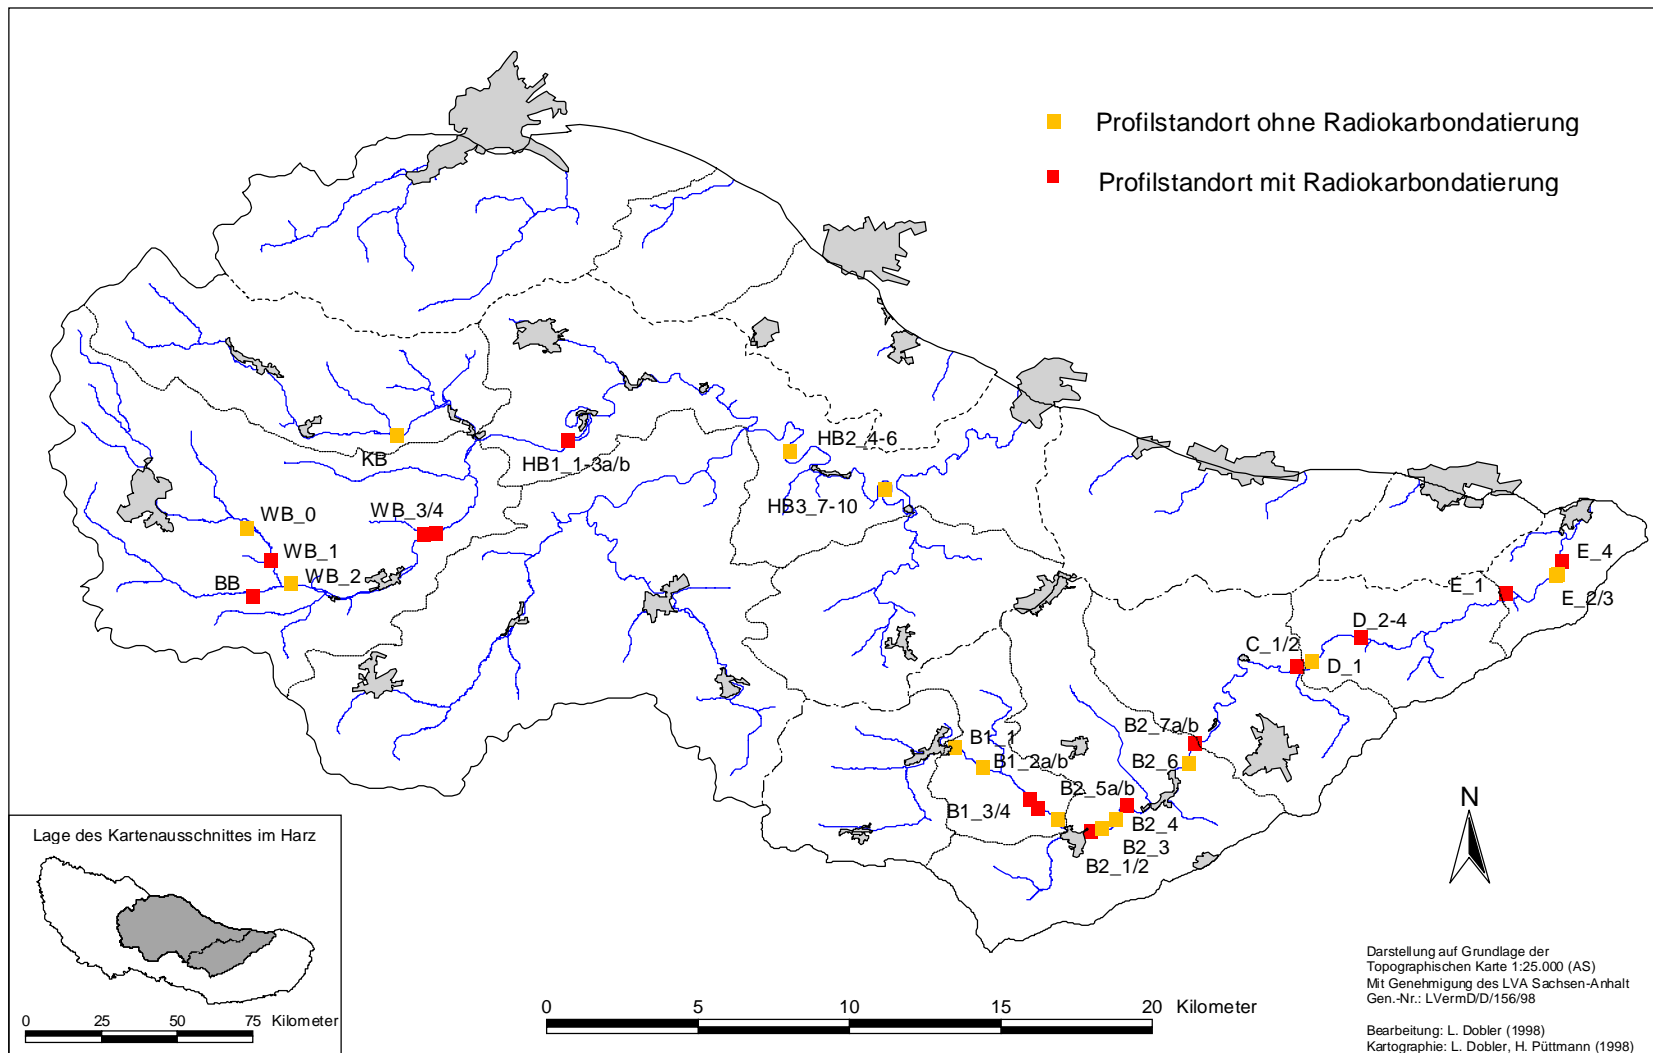 Profilstandort ohne Radiokarbondatierung
Profilstandort mit Radiokarbondatierung
HB2_4-6
KB
HB1_1-3a/b
HB3_7-10
WB_0
WB_3/4
WB_1
BB
WB_2
E_4
E_1
E_2/3
D_2-4
C_1/2
D_1
B2_7a/b
B1_1
B1_2a/b
B2_6
B2_5a/b
B1_3/4
B2_4
B2_3
B2_1/2
N
Lage des Kartenausschnittes im Harz
0 25 50 75 Kilometer
0 5 10 15 20 Kilometer
Darstellung auf Grundlage der
Topographischen Karte 1:25.000 (AS)
Mit Genehmigung des LVA Sachsen-Anhalt
Gen.-Nr.: LVermD/D/156/98
Bearbeitung: L. Dobler (1998)
Kartographie: L. Dobler, H. Püttmann (1998)